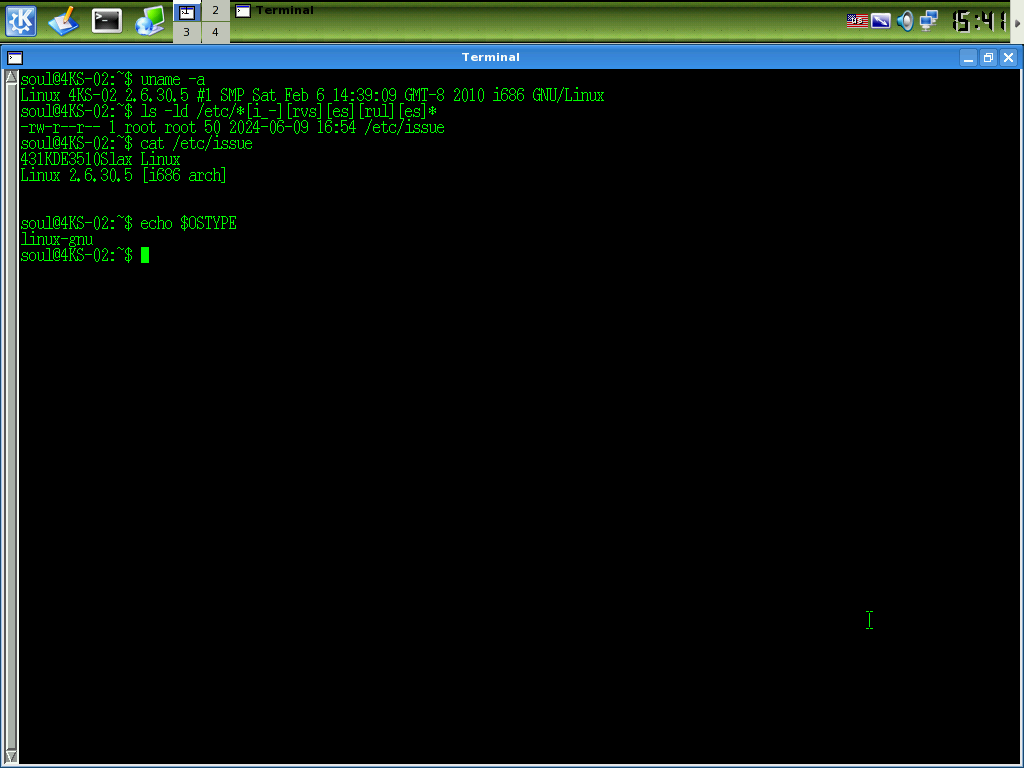 2
Terminal
3
4
15:41
Terminal
soul@4KS-02:~$ uname -a
Linux 4KS-02 2.6.30.5 #1 SMP Sat Feb 6 14:39:09 GMT-8 2010 i686 GNU/Linux
soul@4KS-02:~$ ls -ld /etc/*[i_-][rvs][es][rul][es]*
-rw-r--r-- 1 root root 50 2024-06-09 16:54 /etc/issue
soul@4KS-02:~$ cat /etc/issue
431KDE3510Slax Linux
Linux 2.6.30.5 [i686 arch]
soul@4KS-02:~$ echo $OSTYPE
linux-gnu
soul@4KS-02:~$